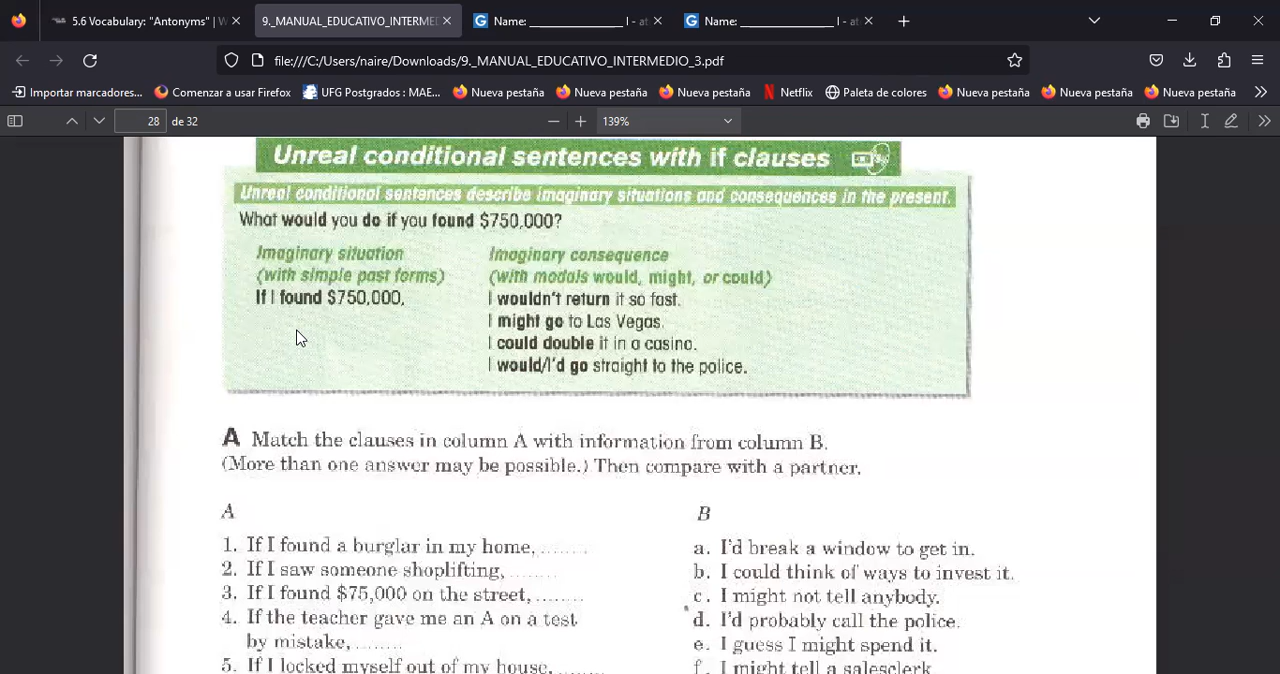 5.6 Vocabulary: "Antonyms" | W
9._MANUAL_EDUCATIVO_INTERME
Name: ______________ I - at
Name: ______________ I - at
file:///C:/Users/naire/Downloads/9._MANUAL_EDUCATIVO_INTERMEDIO_3.pdf
Importar marcadores...
Comenzar a usar Firefox
UFG Postgrados : MAE...
Nueva pestaña
Nueva pestaña
Nueva pestaña
Netflix
Paleta de colores
Nueva pestaña
Nueva pestaña
Nueva pestaña
28 de 32
139%
Unreal conditional sentences with if clauses
Unreal conditional sentences describe imaginary situations and consequences in the present.
What would you do if you found $750,000?
Imaginary situation
(with simple past forms)
If I found $750,000,
Imaginary consequence
(with modals would, might, or could)
I wouldn't return it so fast.
I might go to Las Vegas.
I could double it in a casino.
I would/I'd go straight to the police.
A Match the clauses in column A with information from column B.
(More than one answer may be possible.) Then compare with a partner.
A
1. If I found a burglar in my home, ........
2. If I saw someone shoplifting, ........
3. If I found $75,000 on the street, ........
4. If the teacher gave me an A on a test
by mistake, ........
5. If I locked myself out of my house, ........
B
a. I'd break a window to get in.
b. I could think of ways to invest it.
c. I might not tell anybody.
d. I'd probably call the police.
e. I guess I might spend it.
f. I might tell a salesclerk